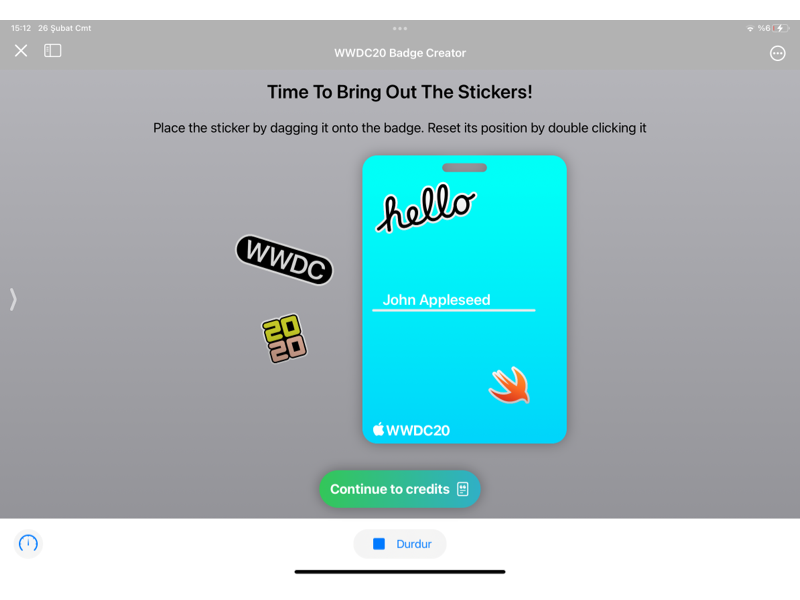 15:12 26 Şubat Cmt
%6
WWDC20 Badge Creator
Time To Bring Out The Stickers!
Place the sticker by dagging it onto the badge. Reset its position by double clicking it
hello
WWDC
John Appleseed
20
20
WWDC20
Continue to credits
Durdur